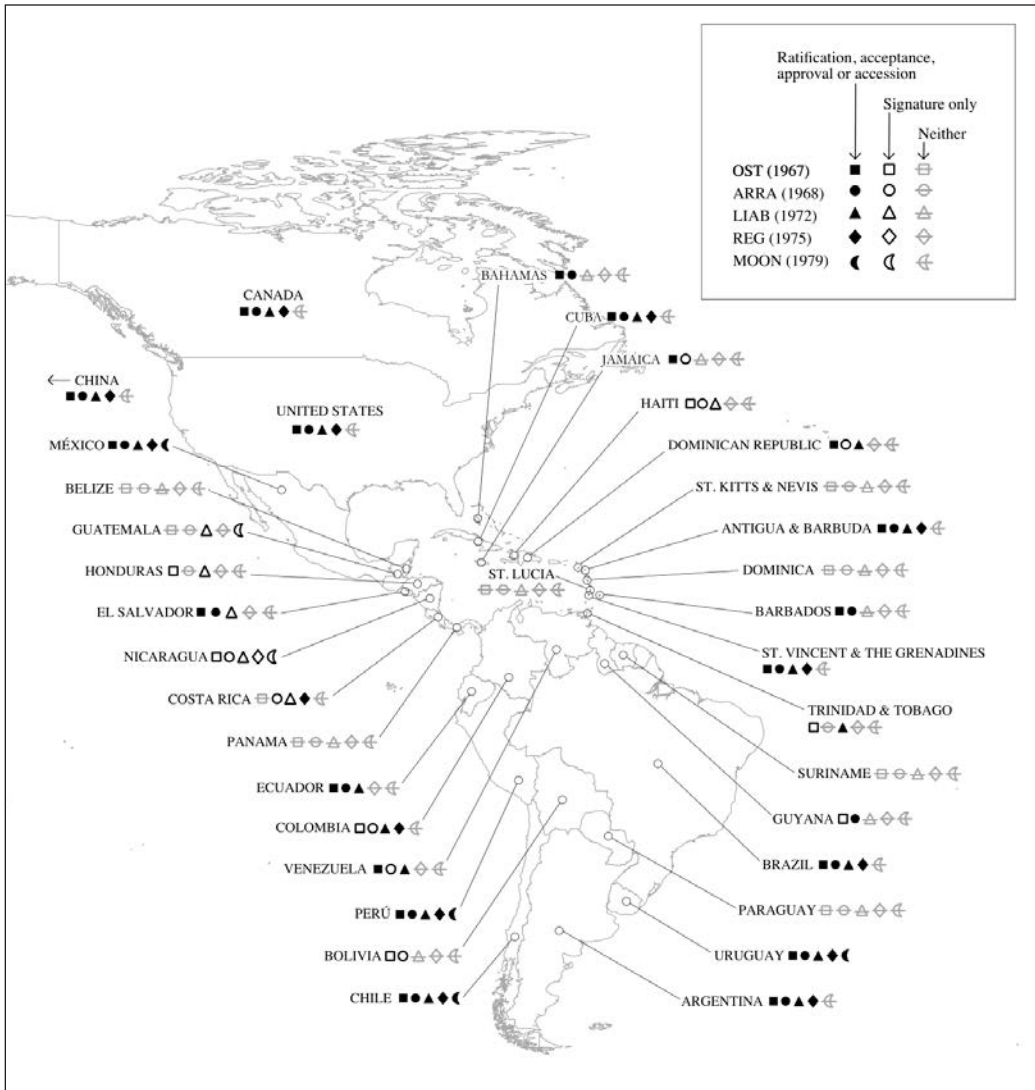 Ratification, acceptance,
approval or accession
Signature only
Neither
OST (1967)
ARRA (1968)
LIAB (1972)
REG (1975)
MOON (1979)
BAHAMAS
CANADA
CUBA
JAMAICA
CHINA
HAITI
UNITED STATES
MÉXICO
DOMINICAN REPUBLIC
BELIZE
ST. KITTS & NEVIS
GUATEMALA
ANTIGUA & BARBUDA
HONDURAS
ST. LUCIA
DOMINICA
EL SALVADOR
BARBADOS
NICARAGUA
ST. VINCENT & THE GRENADINES
COSTA RICA
TRINIDAD & TOBAGO
PANAMA
SURINAME
ECUADOR
GUYANA
COLOMBIA
BRAZIL
VENEZUELA
PERÚ
PARAGUAY
BOLIVIA
URUGUAY
CHILE
ARGENTINA